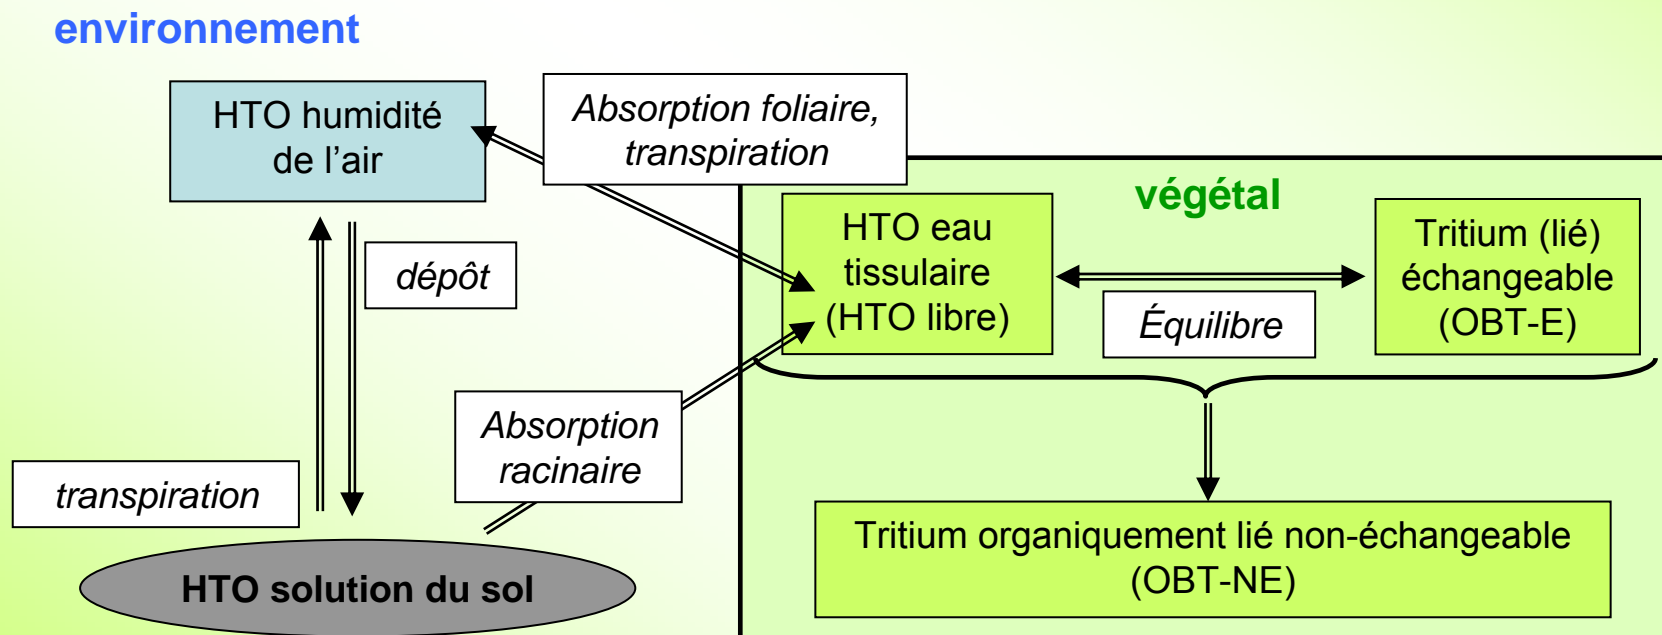 environnement
HTO humidité
de l’air
Absorption foliaire,
transpiration
végétal
HTO eau
tissulaire
(HTO libre)
Tritium (lié)
échangeable
(OBT-E)
dépôt
Équilibre
Absorption
racinaire
transpiration
Tritium organiquement lié non-échangeable
(OBT-NE)
HTO solution du sol